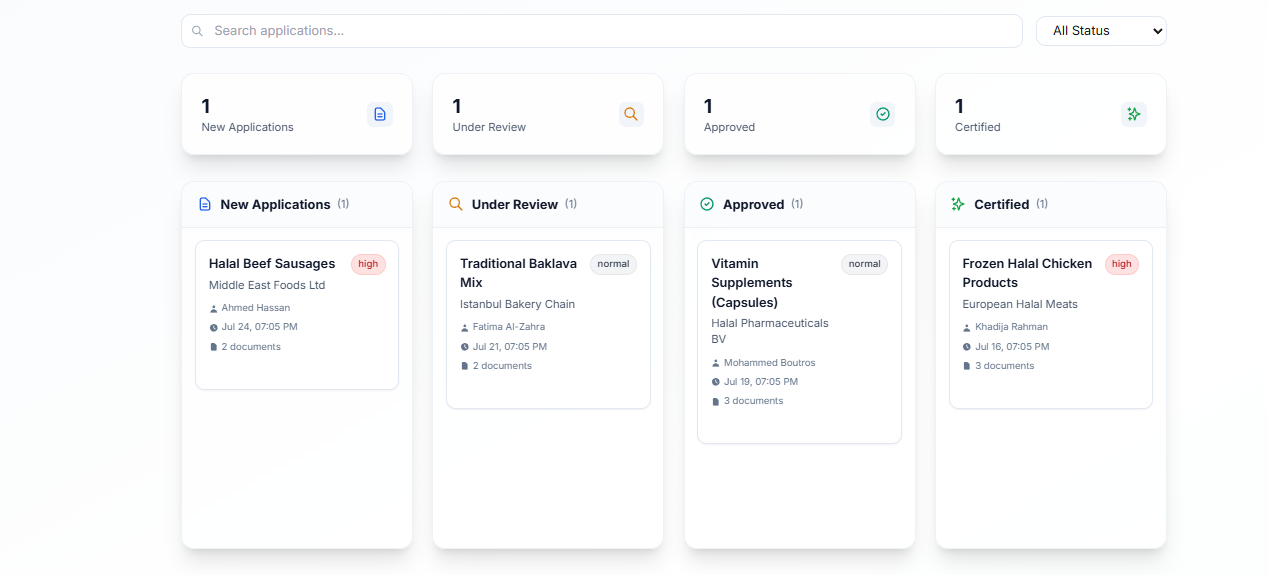 Search applications...
All Status
1
New Applications
1
Under Review
1
Approved
1
Certified
New Applications (1)
Halal Beef Sausages
high
Middle East Foods Ltd
Ahmed Hassan
Jul 24, 07:05 PM
2 documents
Under Review (1)
Traditional Baklava
Mix
normal
Istanbul Bakery Chain
Fatima Al-Zahra
Jul 21, 07:05 PM
2 documents
Approved (1)
Vitamin
Supplements
(Capsules)
normal
Halal Pharmaceuticals
BV
Mohammed Boutros
Jul 19, 07:05 PM
3 documents
Certified (1)
Frozen Halal Chicken
Products
high
European Halal Meats
Khadija Rahman
Jul 16, 07:05 PM
3 documents